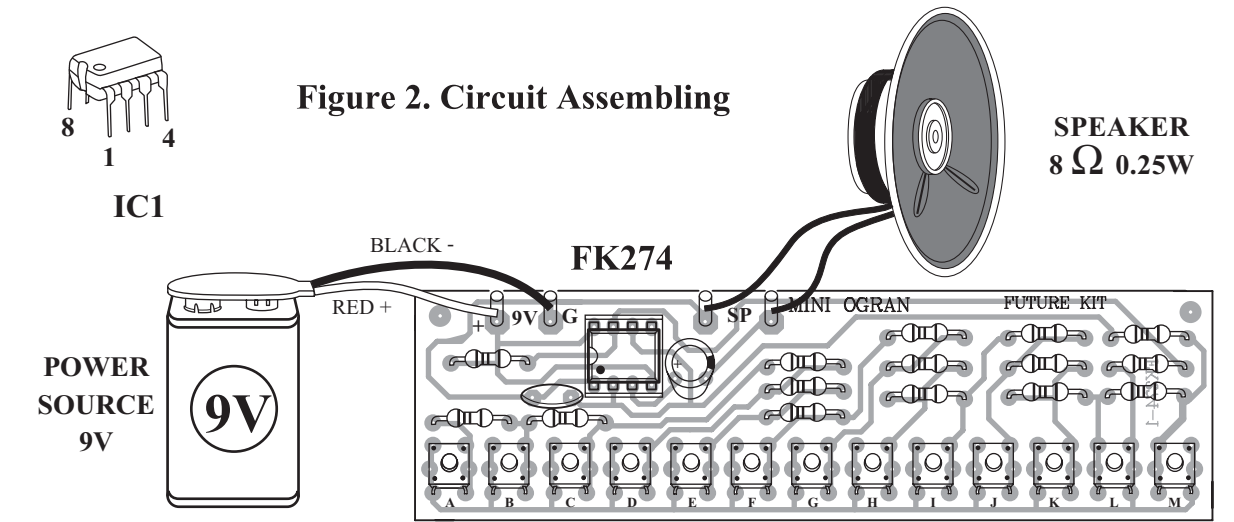 Figure 2. Circuit Assembling
8
4
1
IC1
SPEAKER
8 Ω 0.25W
BLACK -
FK274
RED +
+ 9V G
SP
MINI OGRAN
FUTURE KIT
+
POWER
SOURCE
9V
9V
A B C D E F G H I J K L M